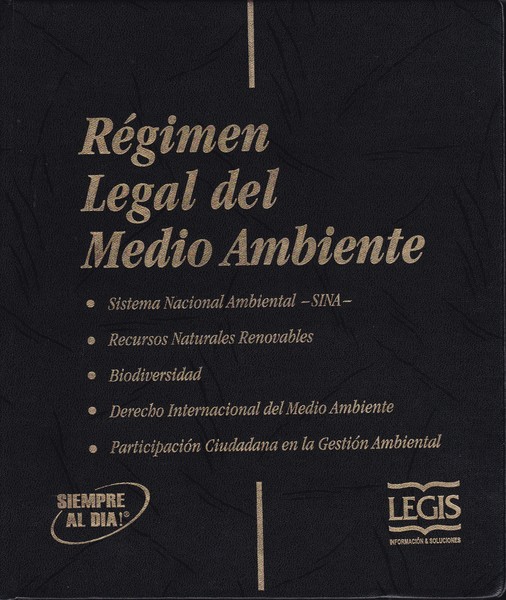 Régimen
Legal del
Medio Ambiente
• Sistema Nacional Ambiental –SINA–
• Recursos Naturales Renovables
• Biodiversidad
• Derecho Internacional del Medio Ambiente
• Participación Ciudadana en la Gestión Ambiental
SIEMPRE
AL DIA!®
LEGIS
INFORMACIÓN & SOLUCIONES